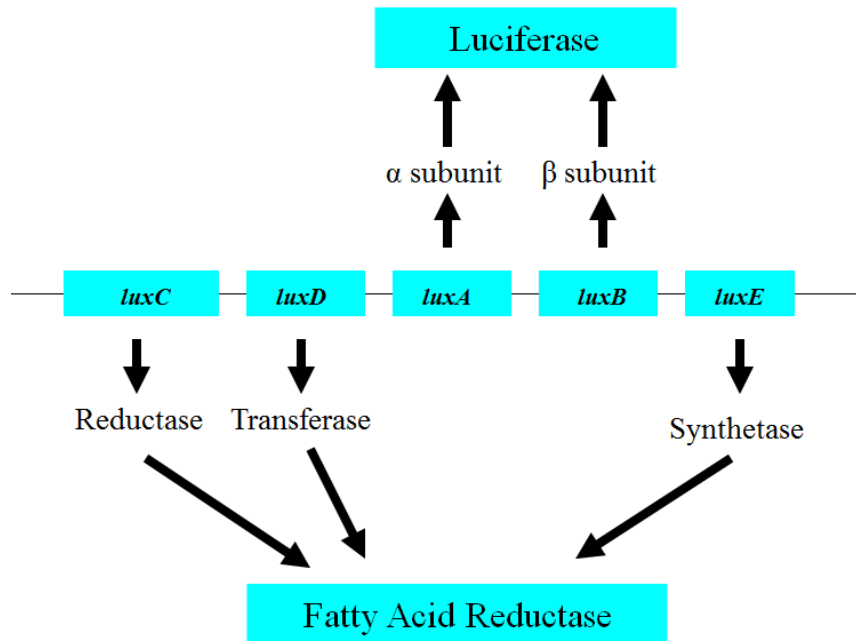 Luciferase
α subunit
β subunit
luxC
luxD
luxA
luxB
luxE
Reductase
Transferase
Synthetase
Fatty Acid Reductase